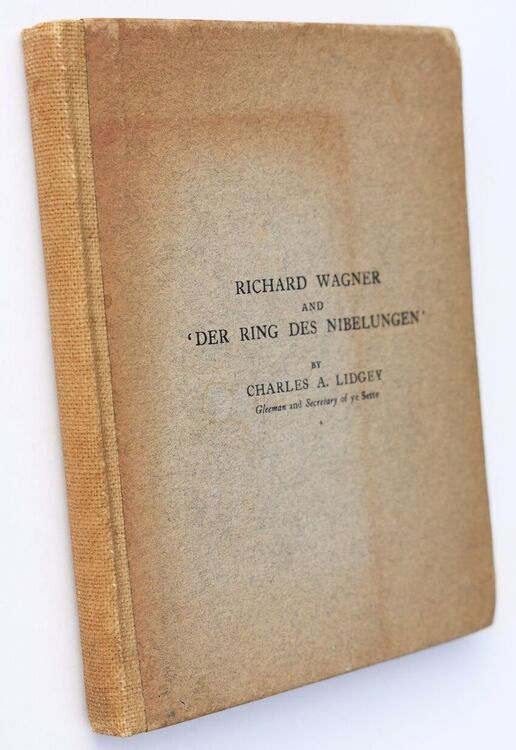 RICHARD WAGNER
AND
‘DER RING DES NIBELUNGEN’
BY
CHARLES A. LIDGEY
Gleeman and Secretary of ye Sette